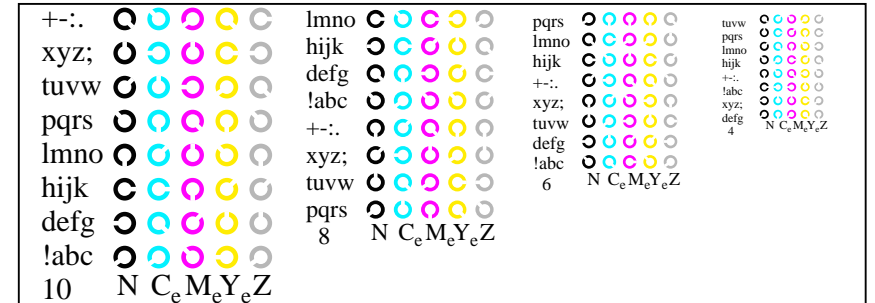 +-:.
xyz;
tuvw
pqrs
lmno
hijk
defg
!abc
10 N CeMeYeZ
lmno
hijk
defg
!abc
+-:.
xyz;
tuvw
pqrs
8 N CeMeYeZ
pqrs
lmno
hijk
+-:.
xyz;
tuvw
defg
!abc
6 N CeMeYeZ
tuvw
pqrs
lmno
hijk
+-:.
!abc
xyz;
defg
4 N CeMeYeZ